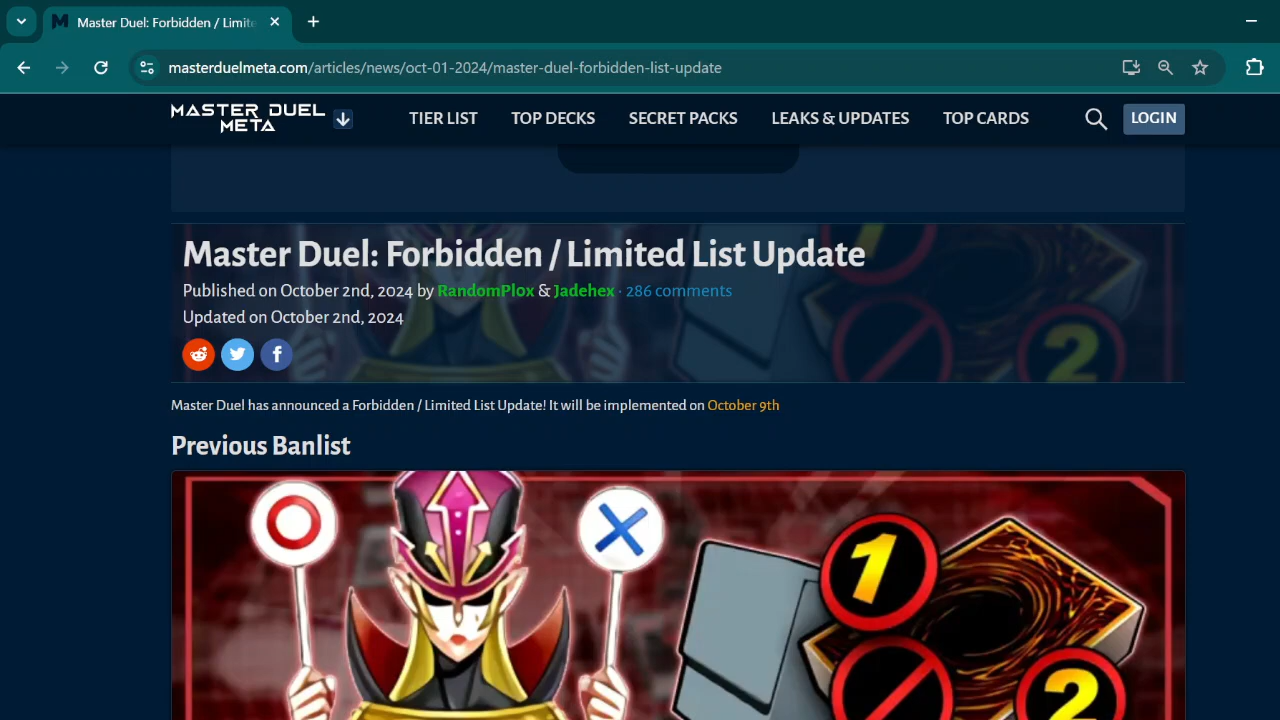 Master Duel: Forbidden / Limite
masterduelmeta.com/articles/news/oct-01-2024/master-duel-forbidden-list-update
MASTER DUEL
META
TIER LIST
TOP DECKS
SECRET PACKS
LEAKS & UPDATES
TOP CARDS
LOGIN
Master Duel: Forbidden / Limited List Update
Published on October 2nd, 2024 by RandomPlox & Jadehex · 286 comments
Updated on October 2nd, 2024
Master Duel has announced a Forbidden / Limited List Update! It will be implemented on October 9th
Previous Banlist
1
2